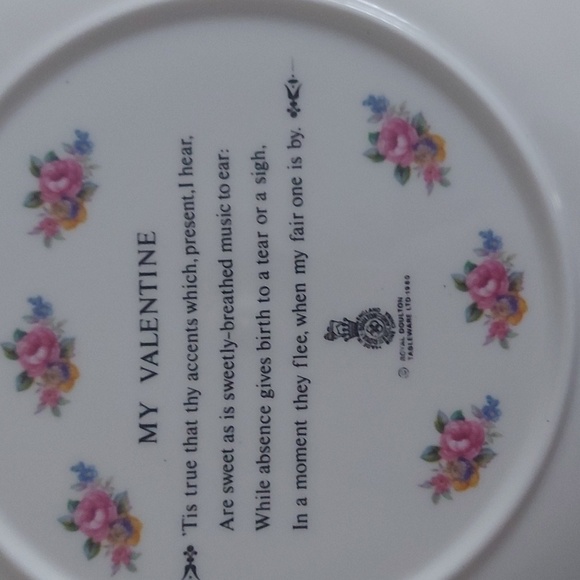 MY VALENTINE
'Tis true that thy accents which, present, I hear,
Are sweet as is sweetly-breathed music to ear:
While absence gives birth to a tear or a sigh,
In a moment they flee, when my fair one is by.
© ROYAL DOULTON
TABLEWARE LTD 1980